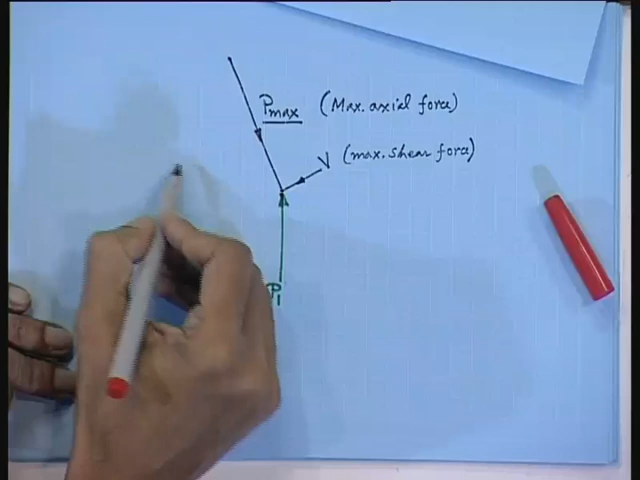 Pmax (Max. axial force)
V (max. shear force)
P1